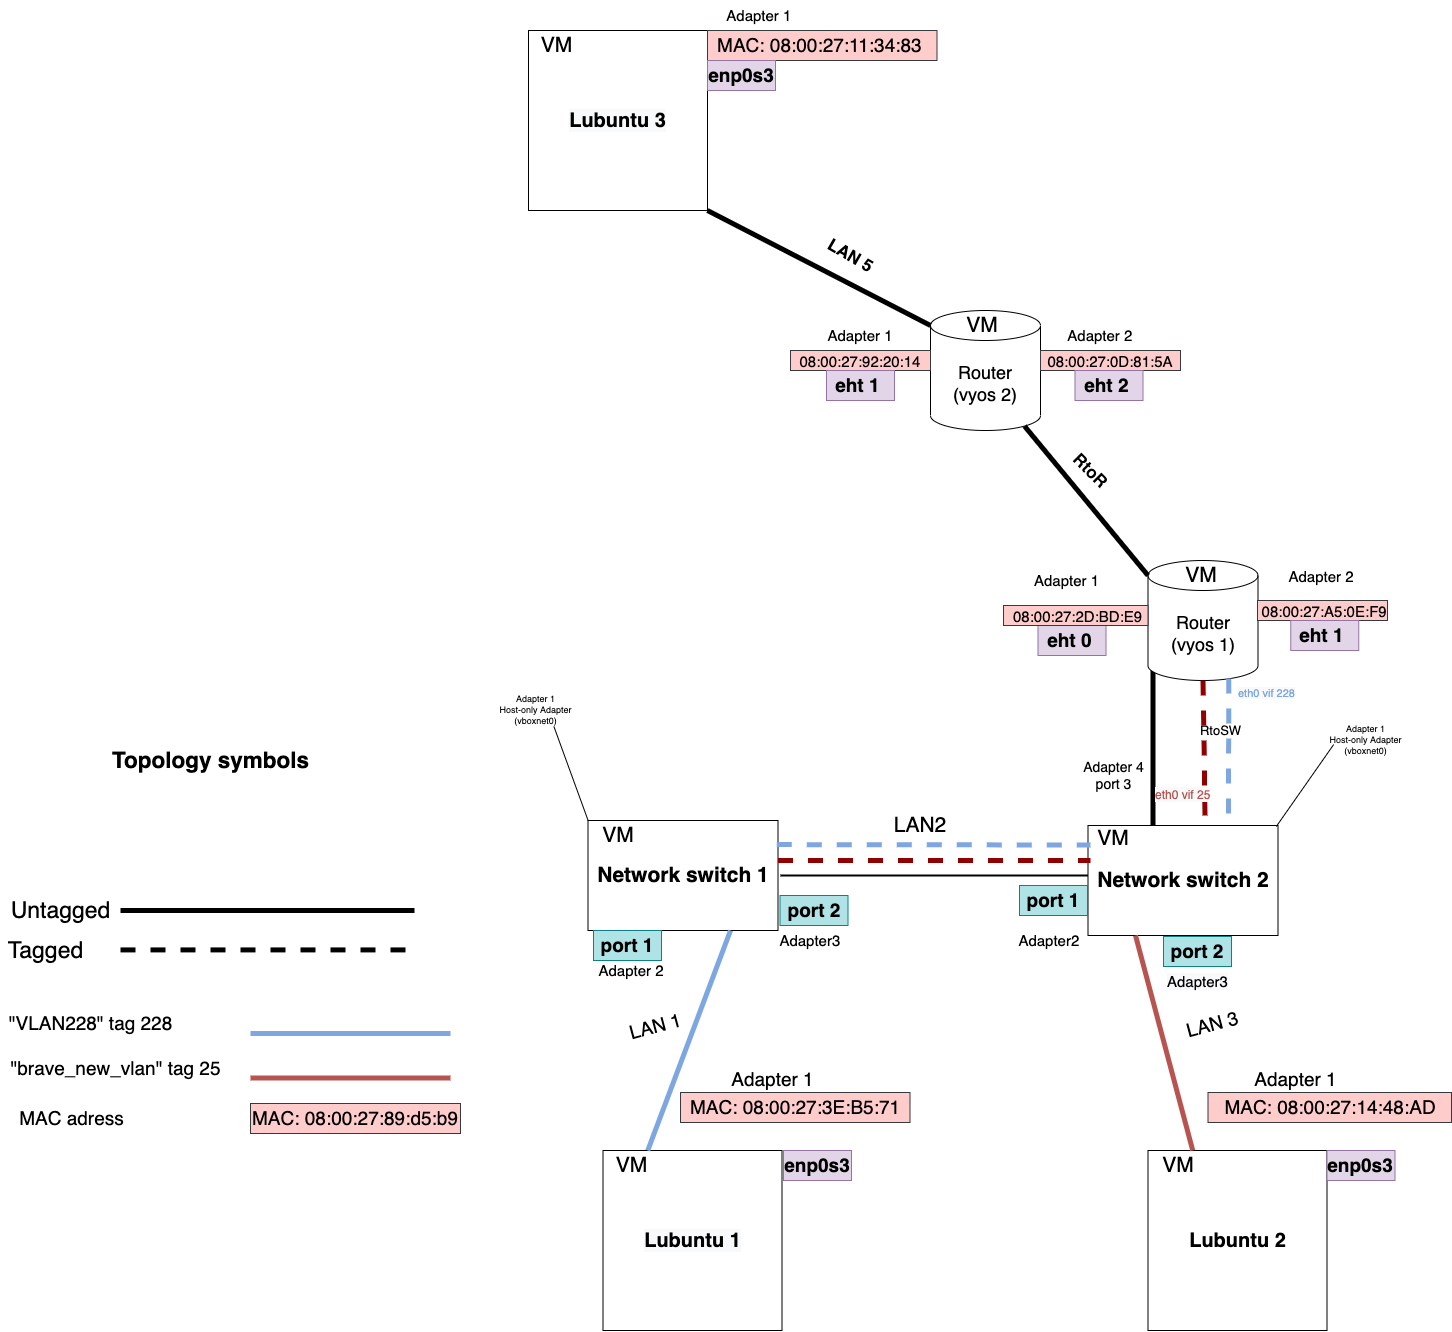 Adapter 1
VM
MAC: 08:00:27:11:34:83
enp0s3
Lubuntu 3
LAN 5
VM
Adapter 1
Adapter 2
08:00:27:92:20:14
08:00:27:0D:81:5A
Router
(vyos 2)
eht 1
eht 2
RtoR
VM
Adapter 1
Adapter 2
08:00:27:2D:BD:E9
08:00:27:A5:0E:F9
Router
(vyos 1)
eht 0
eht 1
eth0 vif 228
RtoSW
Adapter 1
Host-only Adapter
(vboxnet0)
Adapter 1
Host-only Adapter
(vboxnet0)
Adapter 4
port 3
eth0 vif 25
Topology symbols
Untagged
Tagged
"VLAN228" tag 228
"brave_new_vlan" tag 25
MAC adress
MAC: 08:00:27:89:d5:b9
VM
Network switch 1
LAN2
VM
Network switch 2
port 2
Adapter3
port 1
Adapter2
port 1
Adapter 2
port 2
Adapter3
LAN 1
LAN 3
Adapter 1
MAC: 08:00:27:3E:B5:71
Adapter 1
MAC: 08:00:27:14:48:AD
VM
enp0s3
Lubuntu 1
VM
enp0s3
Lubuntu 2